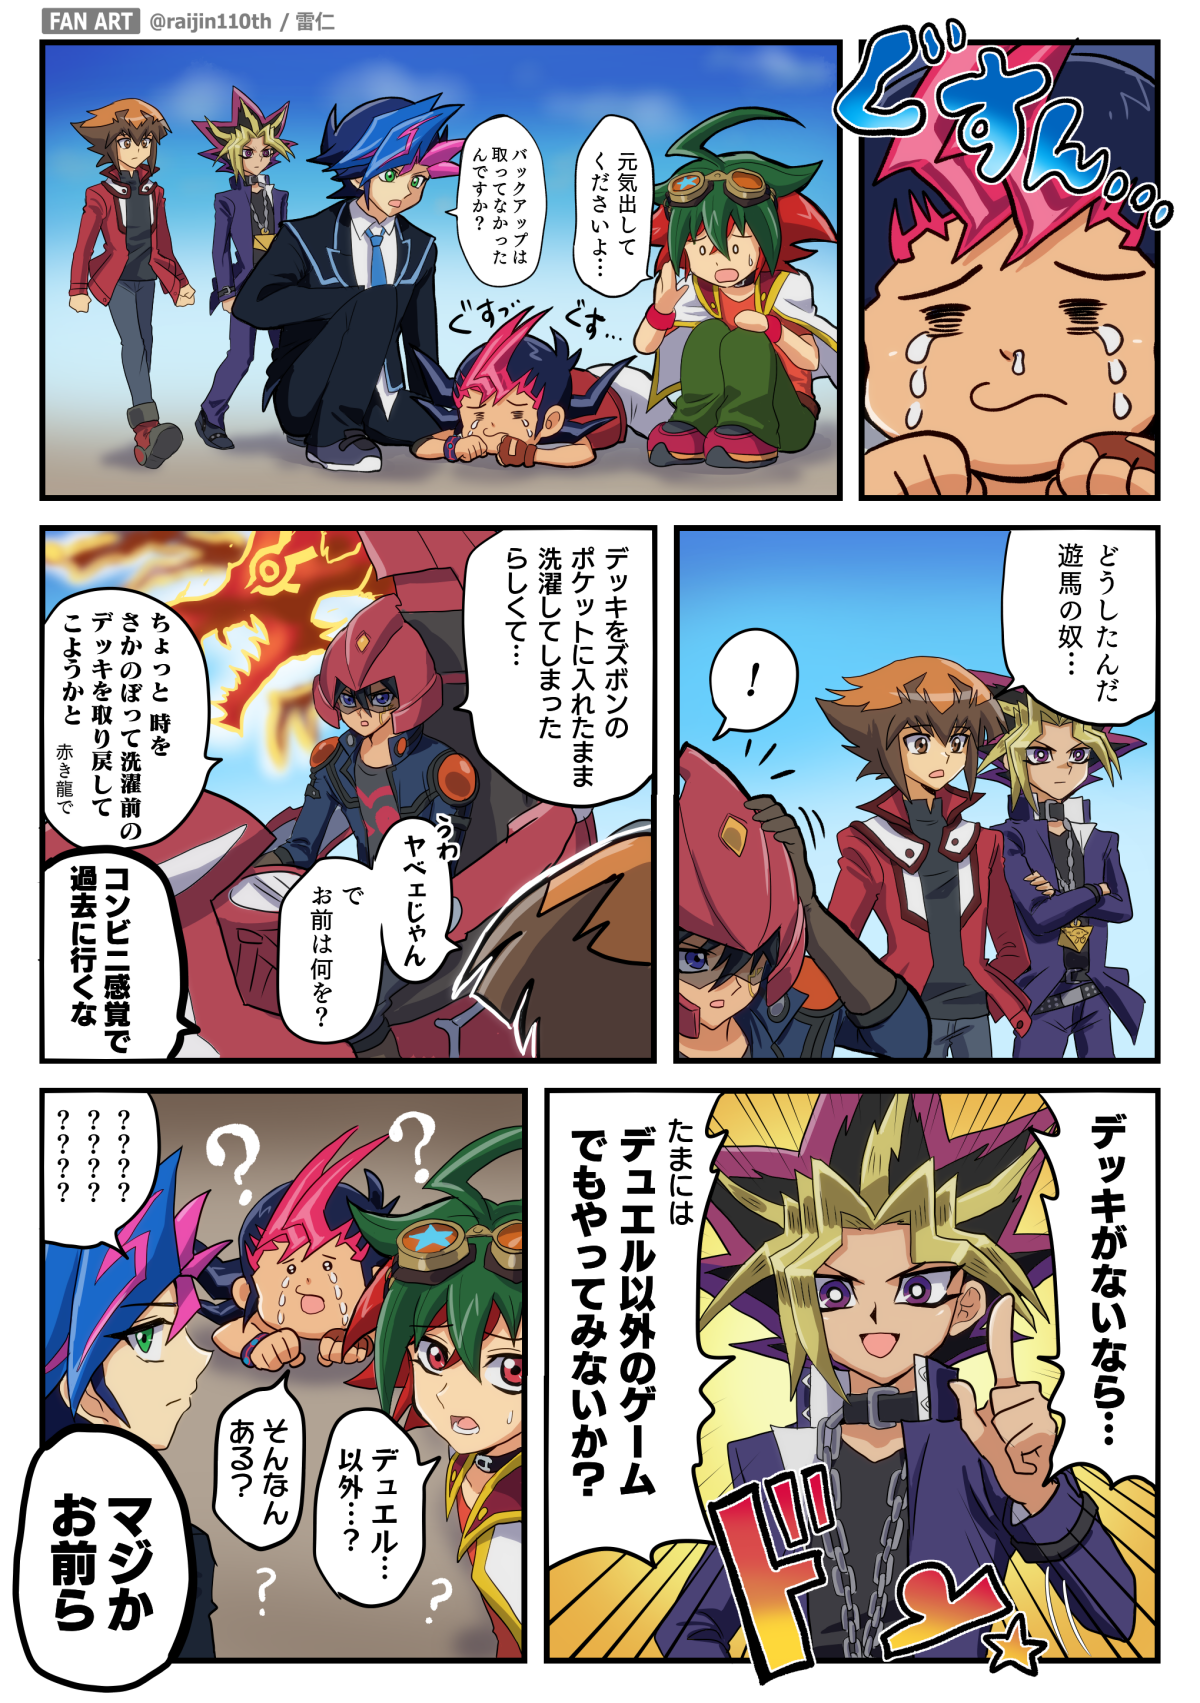 FAN ART @raijin110th / 雷仁
ぐすん…
元気出して
くださいよ…
バックアップは
取ってなかった
んですか?
ぐすっ
ぐす…
どうしたんだ
遊馬の奴…
!
デッキをズボンの
ポケットに入れたまま
洗濯してしまった
らしくて…
うわ
ヤベェじゃん
で
お前は何を?
ちょっと 時を
さかのぼって洗濯前の
デッキを取り戻して
こようかと
赤き龍で
コンビニ感覚で
過去に行くな
デッキがないなら…
たまには
デュエル以外のゲーム
でもやってみないか?
ドン☆
デュエル…
以外…?
そんなん
ある?
????
????
????
?
?
?
?
マジか
お前ら